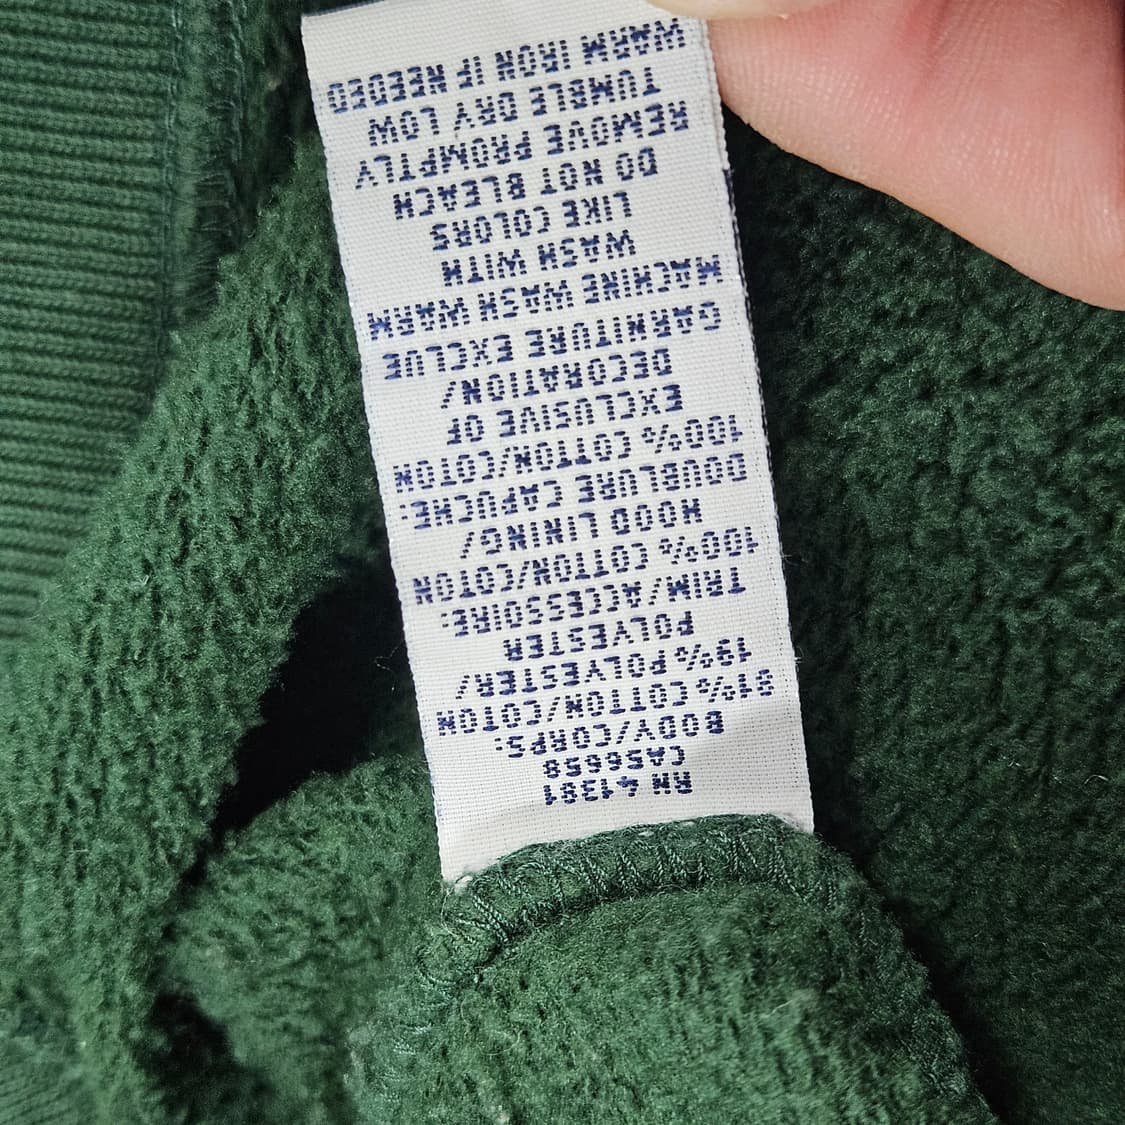 RN 41381
CA56658
BODY/CORPS:
81% COTTON/COTON
19% POLYESTER/
POLYESTER
TRIM/ACCESSOIRE:
100% COTTON/COTON
HOOD LINING/
DOUBLURE CAPUCHE:
100% COTTON/COTON
EXCLUSIVE OF
DECORATION/
GARNITURE EXCLUE
MACHINE WASH WARM
WASH WITH
LIKE COLORS
DO NOT BLEACH
REMOVE PROMPTLY
TUMBLE DRY LOW
WARM IRON IF NEEDED